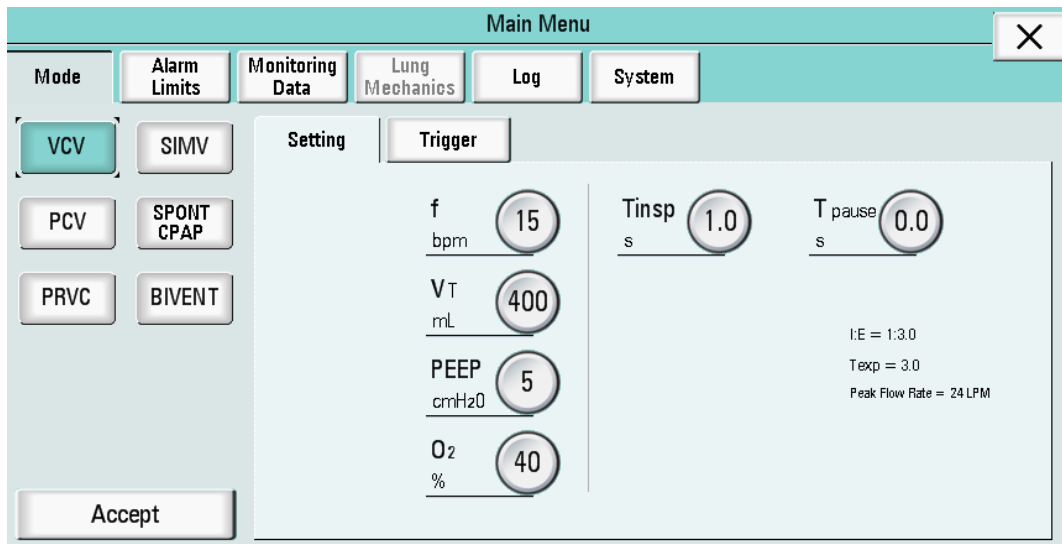 Main Menu
Mode
Alarm
Limits
Monitoring
Data
Lung
Mechanics
Log
System
VCV
SIMV
PCV
SPONT
CPAP
PRVC
BIVENT
Accept
Setting
Trigger
f
bpm
15
VT
mL
400
PEEP
cmH20
5
O2
%
40
Tinsp
s
1.0
T pause
s
0.0
I:E = 1:3.0
Texp = 3.0
Peak Flow Rate = 24 LPM